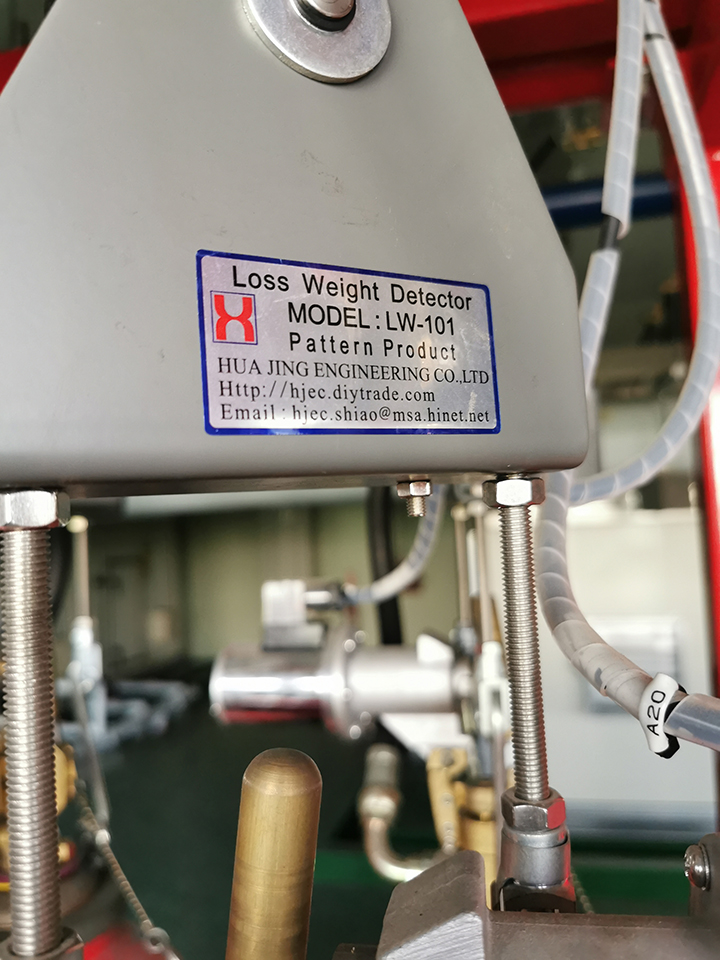 Loss Weight Detector
MODEL : LW-101
Pattern Product
HUA JING ENGINEERING CO.,LTD
Http://hjec.diytrade.com
Email : hjec.shiao@msa.hinet.net
A20